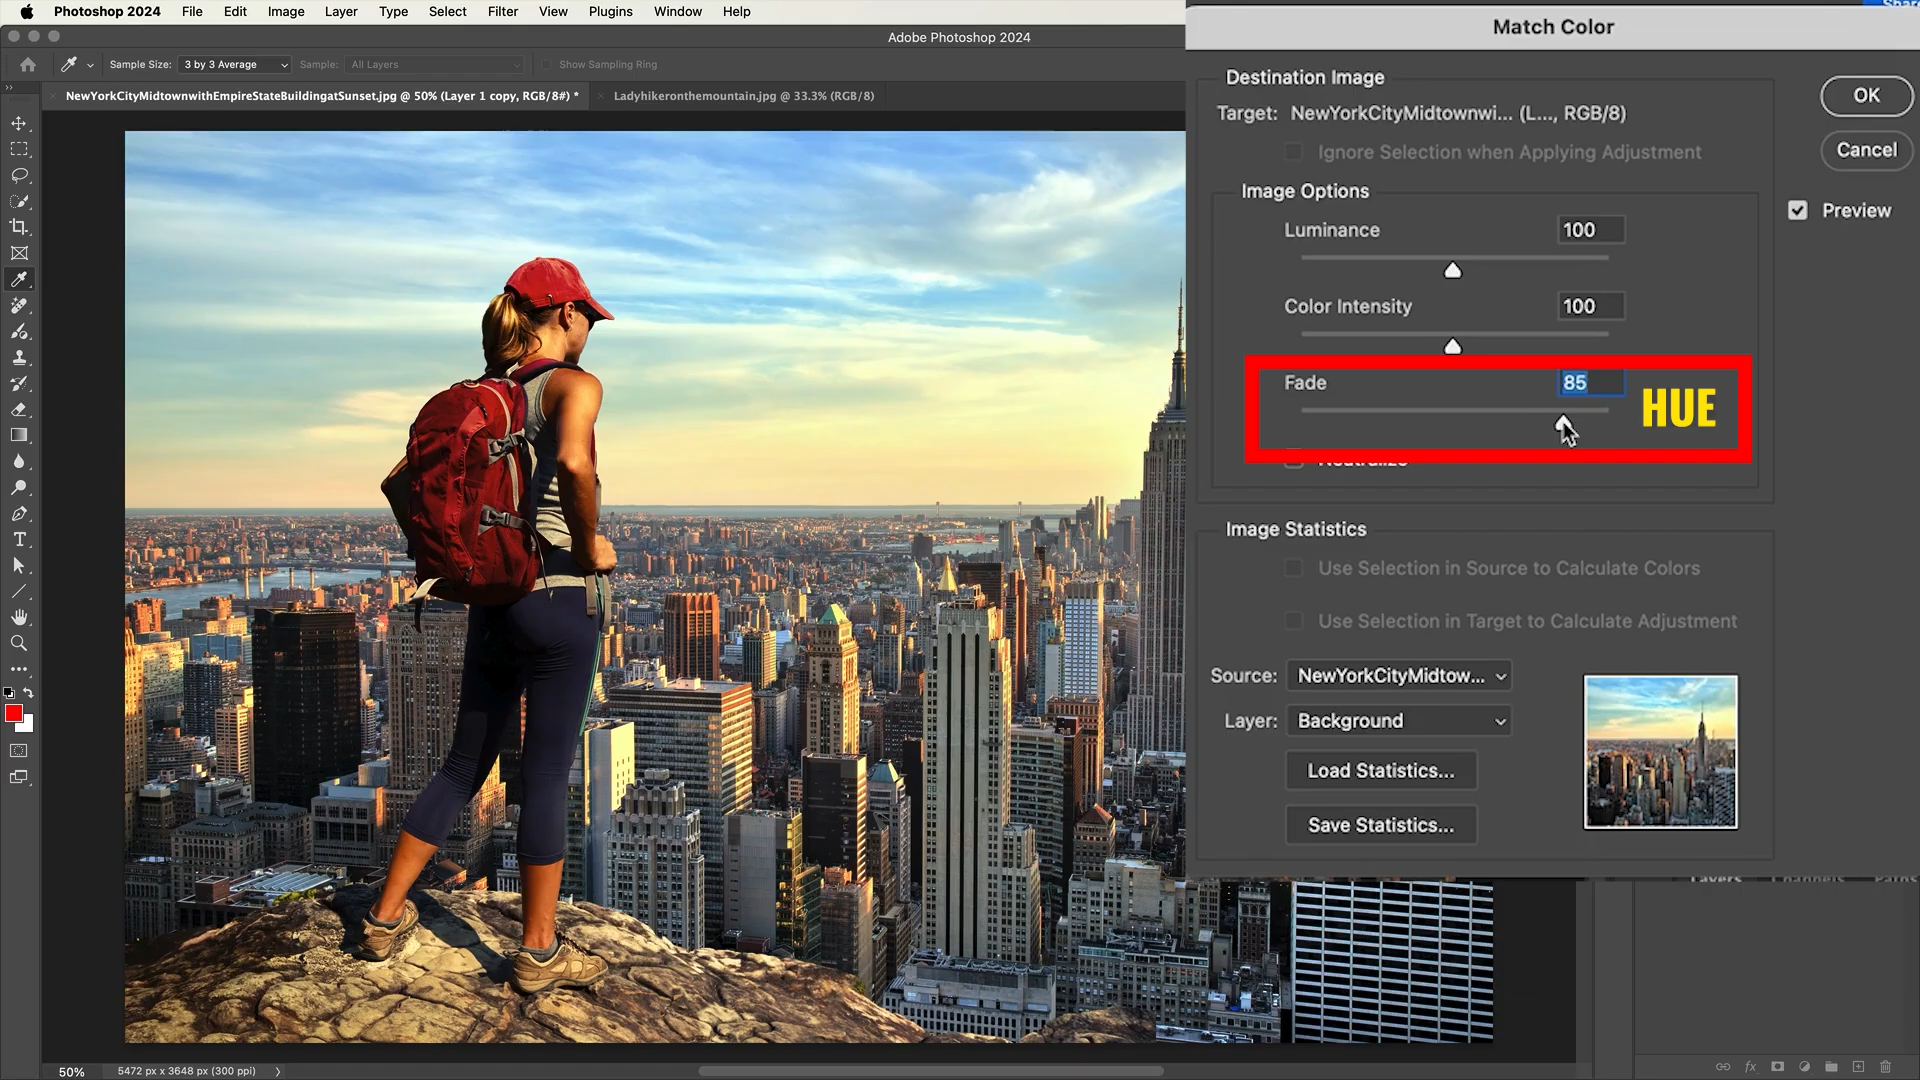 Photoshop 2024 File Edit Image Layer Type Select Filter View Plugins Window Help
Adobe Photoshop 2024
Sample Size: 3 by 3 Average Sample: All Layers Show Sampling Ring
NewYorkCityMidtownwithEmpireStateBuildingatSunset.jpg @ 50% (Layer 1 copy, RGB/8#) *
Ladyhikeronthemountain.jpg @ 33.3% (RGB/8)
Share
Match Color
Destination Image
Target: NewYorkCityMidtownwi... (L..., RGB/8)
Ignore Selection when Applying Adjustment
OK
Cancel
Preview
Image Options
Luminance 100
Color Intensity 100
Fade 85
HUE
Neutralize
Image Statistics
Use Selection in Source to Calculate Colors
Use Selection in Target to Calculate Adjustment
Source: NewYorkCityMidtow...
Layer: Background
Load Statistics...
Save Statistics...
Layers Channels Paths
50% 5472 px x 3648 px (300 ppi)
fx